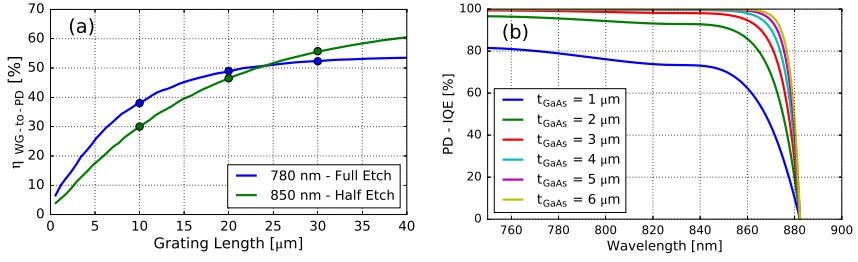 (a)
70
60
50
40
30
20
10
0
η WG - to - PD [%]
780 nm - Full Etch
850 nm - Half Etch
0 5 10 15 20 25 30 35 40
Grating Length [μm]
(b)
100
80
60
40
20
0
PD - IQE [%]
tGaAs = 1 μm
tGaAs = 2 μm
tGaAs = 3 μm
tGaAs = 4 μm
tGaAs = 5 μm
tGaAs = 6 μm
760 780 800 820 840 860 880 900
Wavelength [nm]